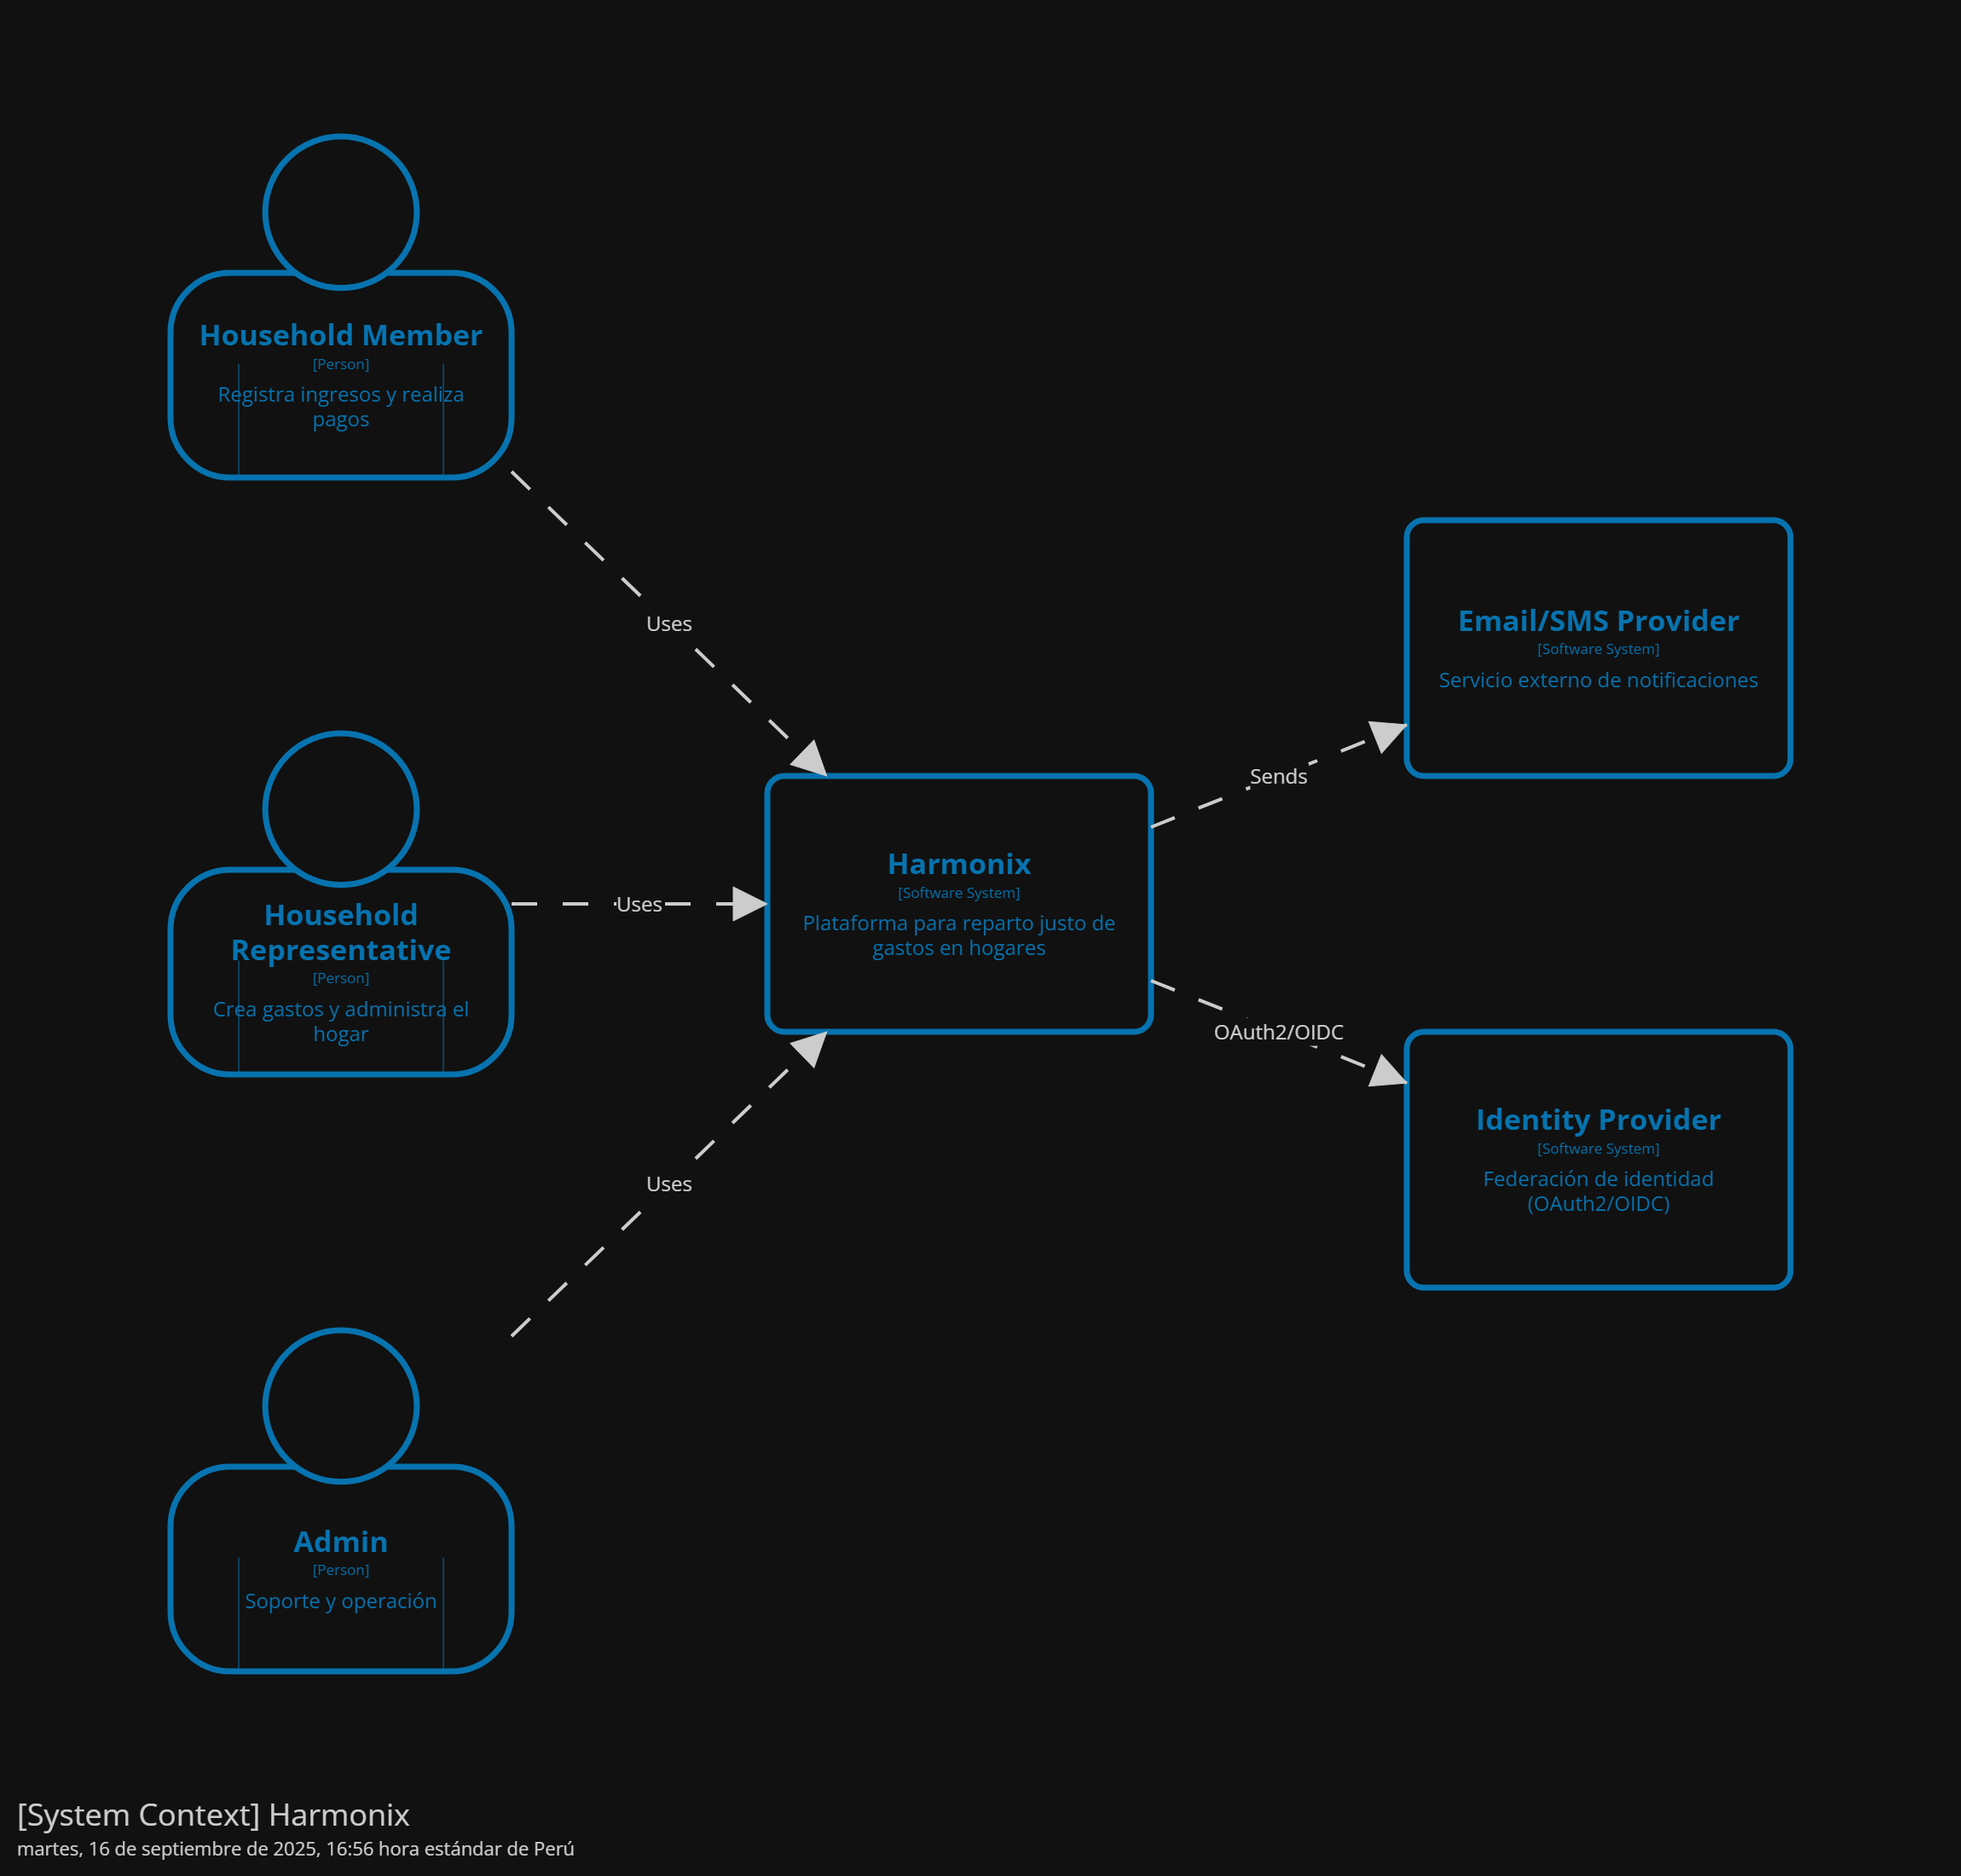 Household Member
[Person]
Registra ingresos y realiza
pagos
Uses
Household
Representative
[Person]
Crea gastos y administra el
hogar
Uses
Admin
[Person]
Soporte y operación
Uses
Harmonix
[Software System]
Plataforma para reparto justo de
gastos en hogares
Sends
Email/SMS Provider
[Software System]
Servicio externo de notificaciones
OAuth2/OIDC
Identity Provider
[Software System]
Federación de identidad
(OAuth2/OIDC)
[System Context] Harmonix
martes, 16 de septiembre de 2025, 16:56 hora estándar de Perú